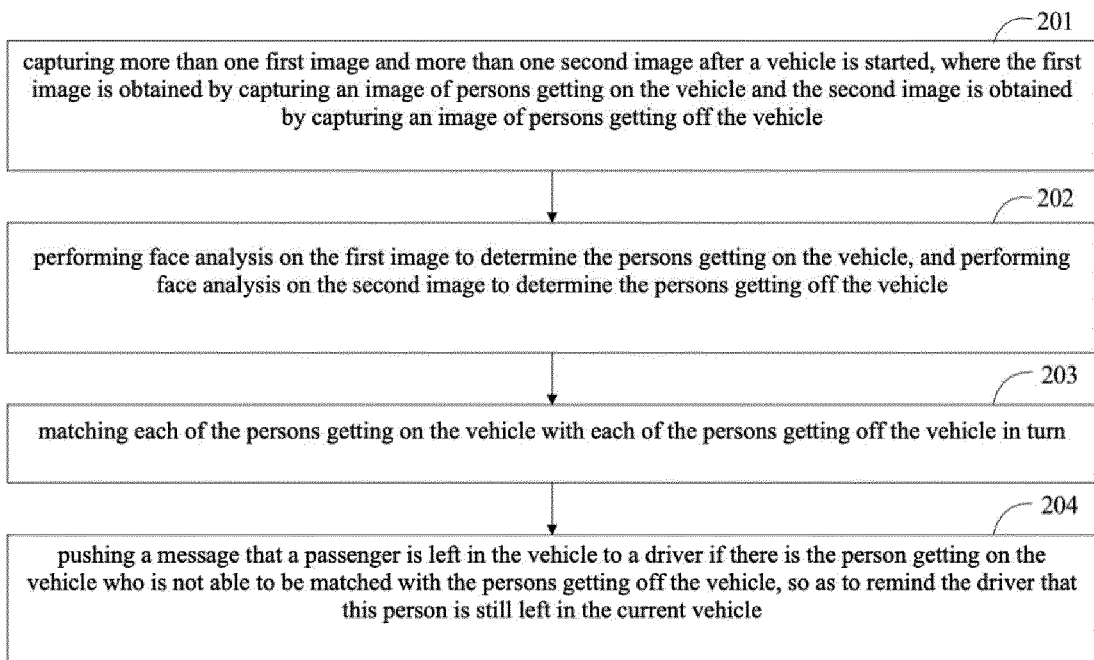 201
capturing more than one first image and more than one second image after a vehicle is started, where the first
image is obtained by capturing an image of persons getting on the vehicle and the second image is obtained
by capturing an image of persons getting off the vehicle
202
performing face analysis on the first image to determine the persons getting on the vehicle, and performing
face analysis on the second image to determine the persons getting off the vehicle
203
matching each of the persons getting on the vehicle with each of the persons getting off the vehicle in turn
204
pushing a message that a passenger is left in the vehicle to a driver if there is the person getting on the
vehicle who is not able to be matched with the persons getting off the vehicle, so as to remind the driver that
this person is still left in the current vehicle